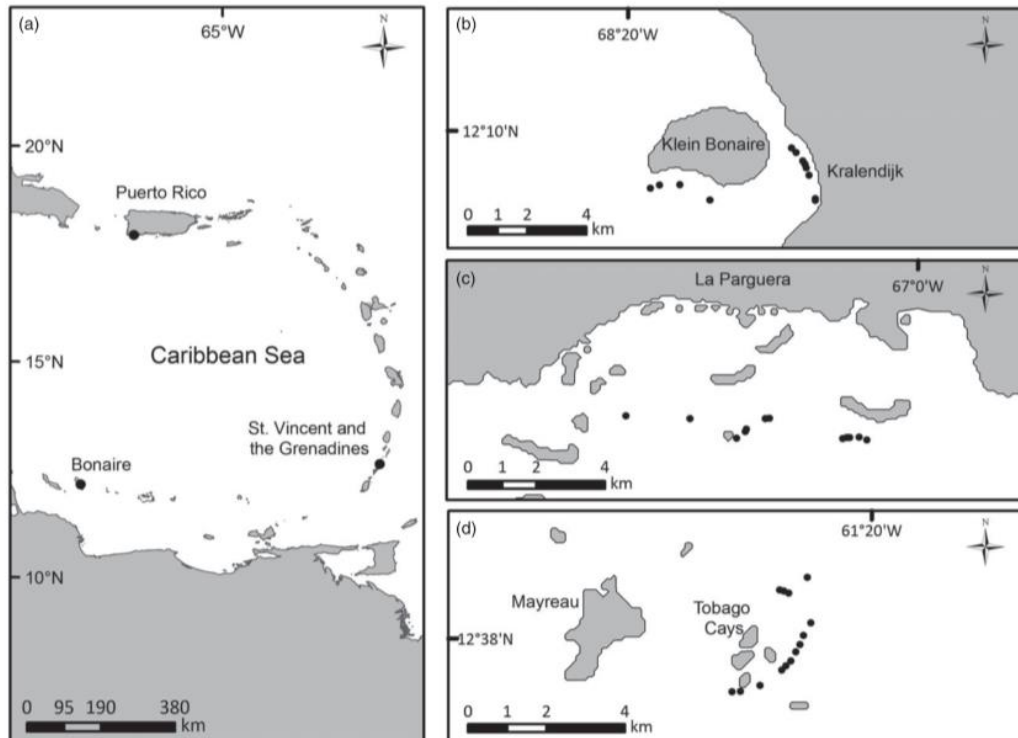 (a)
65°W
N
20°N
Puerto Rico
Caribbean Sea
15°N
St. Vincent and
the Grenadines
Bonaire
10°N
0 95 190 380
km
(b)
68°20'W
N
12°10'N
Klein Bonaire
Kralendijk
0 1 2 4
km
(c)
La Parguera
67°0'W
N
0 1 2 4
km
(d)
61°20'W
N
Mayreau
Tobago
Cays
12°38'N
0 1 2 4
km